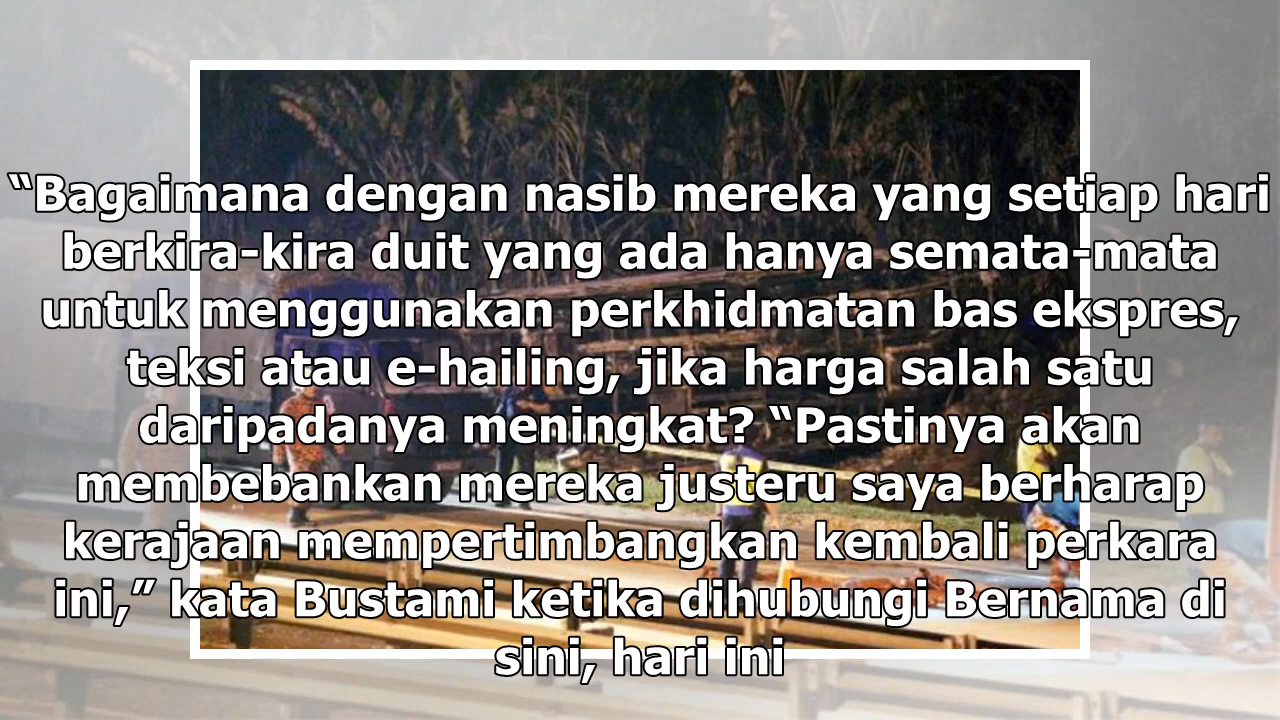 “Bagaimana dengan nasib mereka yang setiap hari
berkira-kira duit yang ada hanya semata-mata
untuk menggunakan perkhidmatan bas ekspres,
teksi atau e-hailing, jika harga salah satu
daripadanya meningkat? “Pastinya akan
membebankan mereka justeru saya berharap
kerajaan mempertimbangkan kembali perkara
ini,” kata Bustami ketika dihubungi Bernama di
sini, hari ini